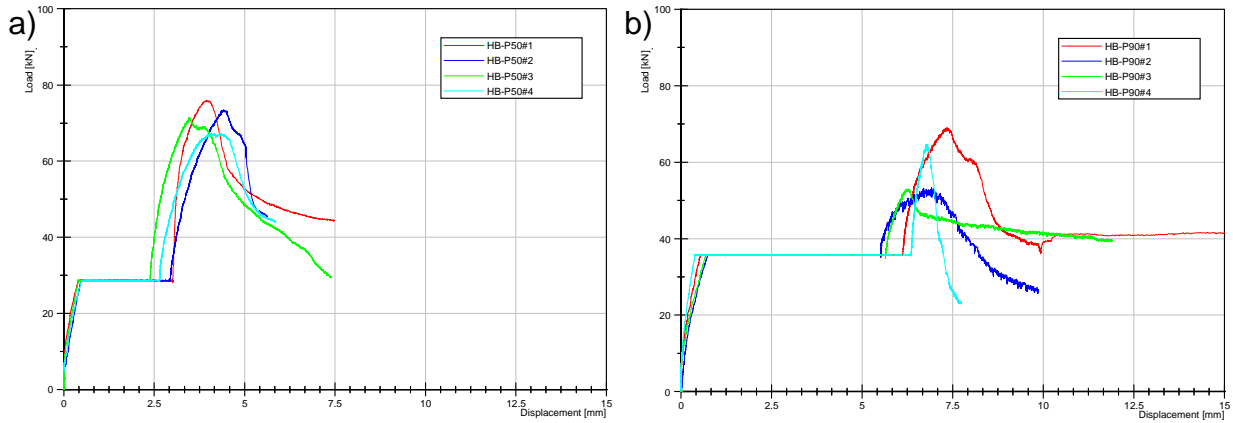 a)
Load [kN]
100
80
60
40
20
0
0
2.5
5
7.5
10
12.5
15
Displacement [mm]
HB-P50#1
HB-P50#2
HB-P50#3
HB-P50#4
b)
Load [kN]
100
80
60
40
20
0
0
2.5
5
7.5
10
12.5
15
Displacement [mm]
HB-P90#1
HB-P90#2
HB-P90#3
HB-P90#4